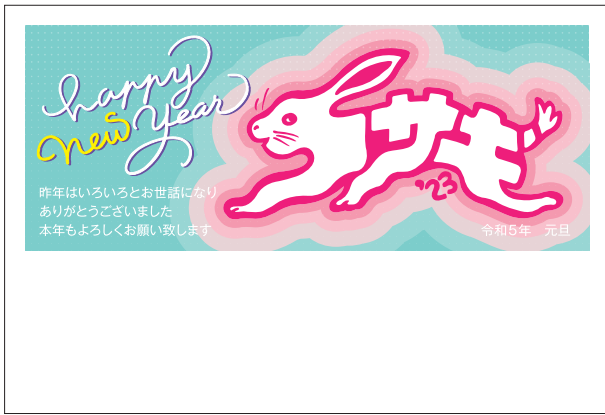 happy
new Year
昨年はいろいろとお世話になり
ありがとうございました
本年もよろしくお願い致します
ウサギ
'23
令和5年 元旦